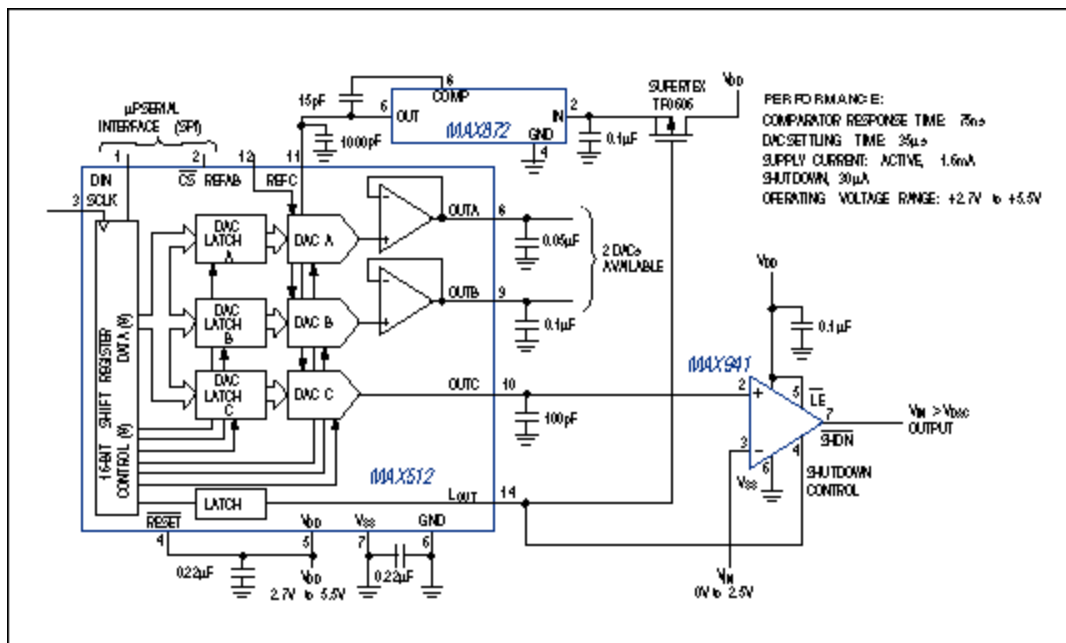 µP SERIAL
INTERFACE (SPI)
1
2
12
11
3
DIN
SCLK
CS
REFAB
REFC
15pF
1000pF
6
8
COMP
OUT
IN
MAX872
GND
4
2
0.1µF
SUPERTEX
TP0606
VDD
PERFORMANCE:
COMPARATOR RESPONSE TIME: 75ns
DAC SETTLING TIME: 35µs
SUPPLY CURRENT: ACTIVE, 1.6mA
SHUTDOWN, 30µA
OPERATING VOLTAGE RANGE: +2.7V to +5.5V
16-BIT SHIFT REGISTER
DATA (8)
CONTROL (8)
DAC
LATCH
A
DAC A
OUTA
8
0.05µF
2 DACs
AVAILABLE
DAC
LATCH
B
DAC B
OUTB
9
0.1µF
DAC
LATCH
C
DAC C
OUTC
10
100pF
MAX512
LATCH
LOUT
14
RESET
4
VDD
5
VSS
7
GND
6
0.22µF
VDD
2.7V to 5.5V
0.22µF
VDD
0.1µF
MAX941
2
+
3
–
5
LE
7
SHDN
4
6
VSS
VIN > VDAC
OUTPUT
SHUTDOWN
CONTROL
VIN
0V to 2.5V